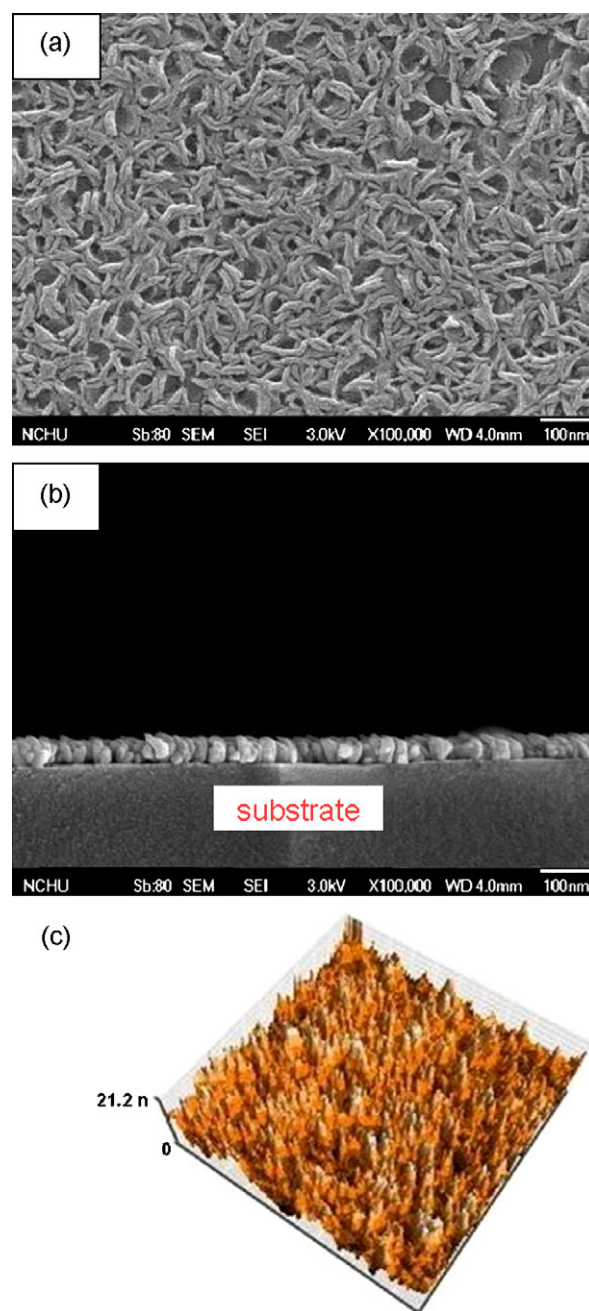 (a)
NCHU Sb:80 SEM SEI 3.0kV X100,000 WD 4.0mm 100nm
(b)
substrate
NCHU Sb:80 SEM SEI 3.0kV X100,000 WD 4.0mm 100nm
(c)
21.2 n
0